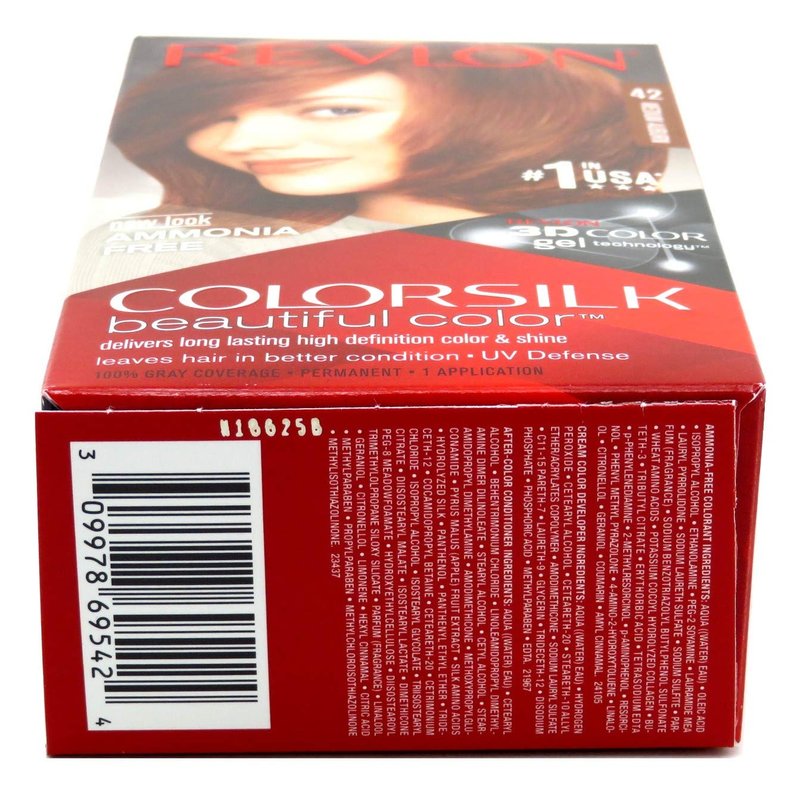 REVLON
42
MEDIUM AUBURN
#1 IN USA*
new look
AMMONIA
FREE
REVLON
3D COLOR
gel technology™
COLORSILK
beautiful color™
delivers long lasting high definition color & shine
leaves hair in better condition • UV Defense
100% GRAY COVERAGE • PERMANENT • 1 APPLICATION
N18625B
3 09978 69542 4
AMMONIA-FREE COLORANT INGREDIENTS: AQUA ((WATER) EAU) • OLEIC ACID
• ISOPROPYL ALCOHOL • ETHANOLAMINE • PEG-2 SOYAMINE • LAURAMIDE MEA
• LAURYL PYRROLIDONE • SODIUM LAURETH SULFATE • SODIUM SULFITE • PAR-
FUM (FRAGRANCE) • SODIUM BENZOTRIAZOLYL BUTYLPHENOL SULFONATE
• WHEAT AMINO ACIDS • POTASSIUM COCOYL HYDROLYZED COLLAGEN • BU-
TETH-3 • TRIBUTYL CITRATE • ERYTHORBIC ACID • TETRASODIUM EDTA
• p-PHENYLENEDIAMINE • 2-METHYLRESORCINOL • p-AMINOPHENOL • RESORCI-
NOL • PHENYL METHYL PYRAZOLONE • 4-AMINO-2-HYDROXYTOLUENE • LINALO-
OL • CITRONELLOL • GERANIOL • COUMARIN • AMYL CINNAMAL 24105
CREAM COLOR DEVELOPER INGREDIENTS: AQUA ((WATER) EAU) • HYDROGEN
PEROXIDE • CETEARYL ALCOHOL • CETEARETH-20 • STEARETH-10 ALLYL
ETHER/ACRYLATES COPOLYMER • AMODIMETHICONE • SODIUM LAURYL SULFATE
• C11-15 PARETH-7 • LAURETH-9 • GLYCERIN • TRIDECETH-12 • DISODIUM
PHOSPHATE • PHOSPHORIC ACID • METHYLPARABEN • EDTA 21967
AFTER-COLOR CONDITIONER INGREDIENTS: AQUA ((WATER) EAU) • CETEARYL
ALCOHOL • BEHENTRIMONIUM CHLORIDE • LINOLEAMIDOPROPYL DIMETHYL-
AMINE DIMER DILINOLEATE • STEARYL ALCOHOL • CETYL ALCOHOL • STEAR-
AMIDOPROPYL DIMETHYLAMINE • AMODIMETHICONE • METHOXYPROPYLGLU-
CONAMIDE • PYRUS MALUS (APPLE) FRUIT EXTRACT • SILK AMINO ACIDS
• HYDROLYZED SILK • PANTHENOL • PANTHENYL ETHYL ETHER • TRIDE-
CETH-12 • COCAMIDOPROPYL BETAINE • CETEARETH-20 • CETRIMONIUM
CHLORIDE • ISOPROPYL ALCOHOL • DIISOSTEAROYL
CITRATE • DIISOSTEARYL MALATE • ISOSTEARYL LACTATE • DIMETHICONE
PEG-8 MEADOWFOAMATE • HYDROXYETHYLCELLULOSE • DIISOSTEAROYL
TRIMETHYLOLPROPANE SILOXY SILICATE • PARFUM (FRAGRANCE) • LINALOOL
• GERANIOL • CITRONELLOL • LIMONENE • HEXYL CINNAMAL • CITRIC ACID
• METHYLPARABEN • PROPYLPARABEN • METHYLCHLOROISOTHIAZOLINONE
• METHYLISOTHIAZOLINONE 23437